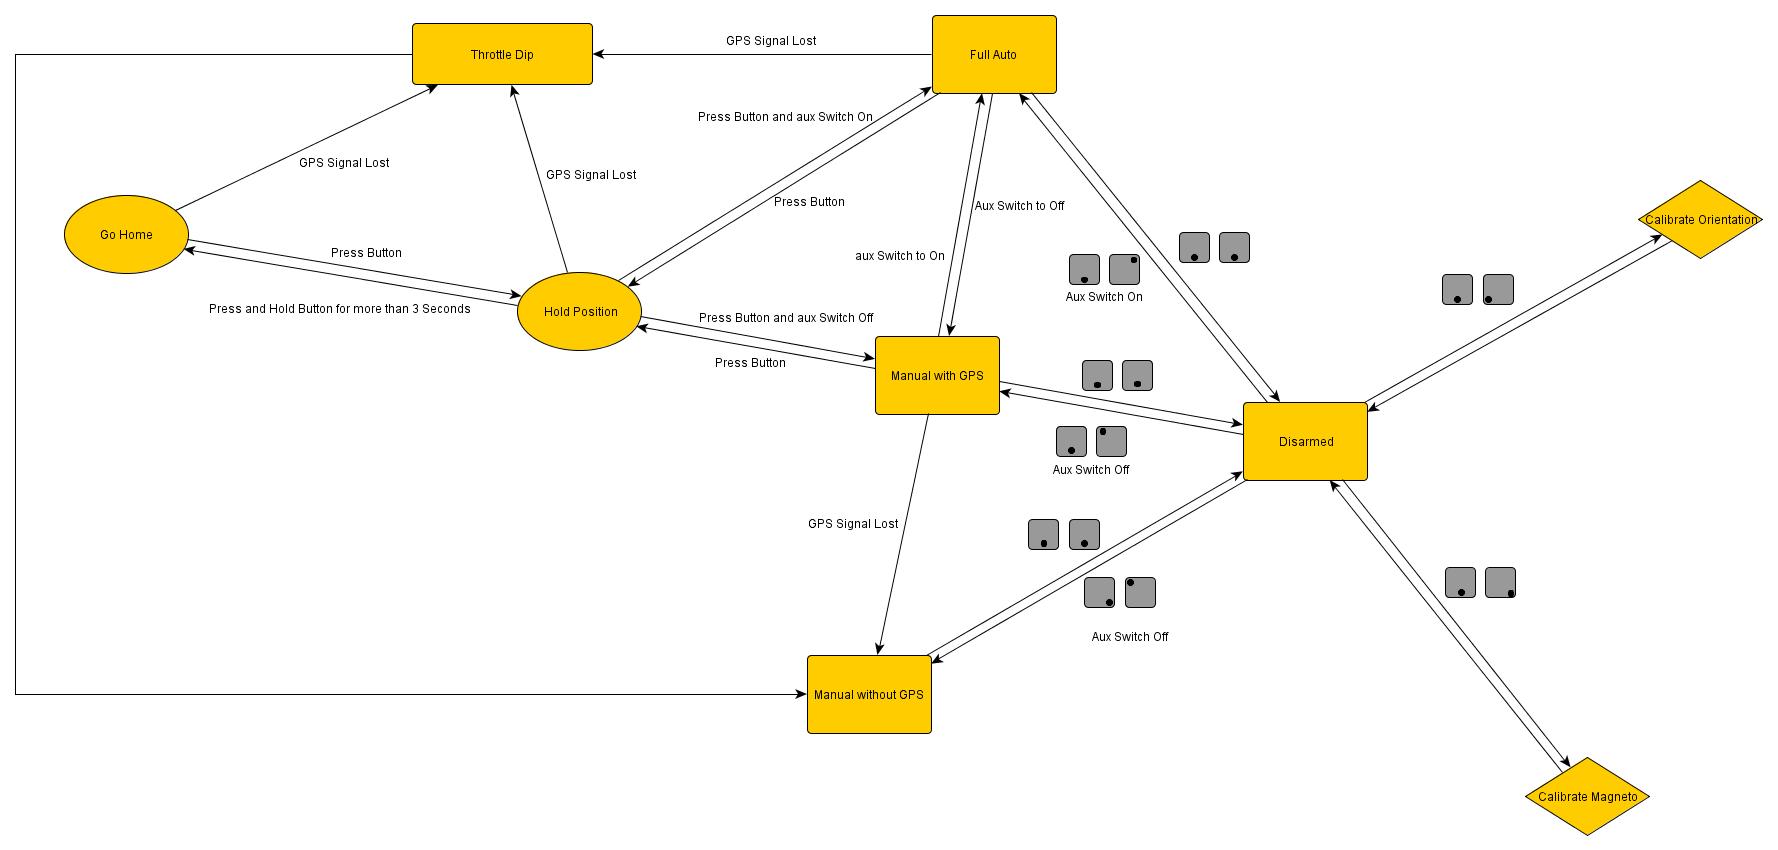 GPS Signal Lost
Throttle Dip
Full Auto
Press Button and aux Switch On
GPS Signal Lost
GPS Signal Lost
Press Button
Aux Switch to Off
Calibrate Orientation
Go Home
Press Button
aux Switch to On
Aux Switch On
Press and Hold Button for more than 3 Seconds
Hold Position
Press Button and aux Switch Off
Press Button
Manual with GPS
Disarmed
Aux Switch Off
GPS Signal Lost
Aux Switch Off
Manual without GPS
Calibrate Magneto